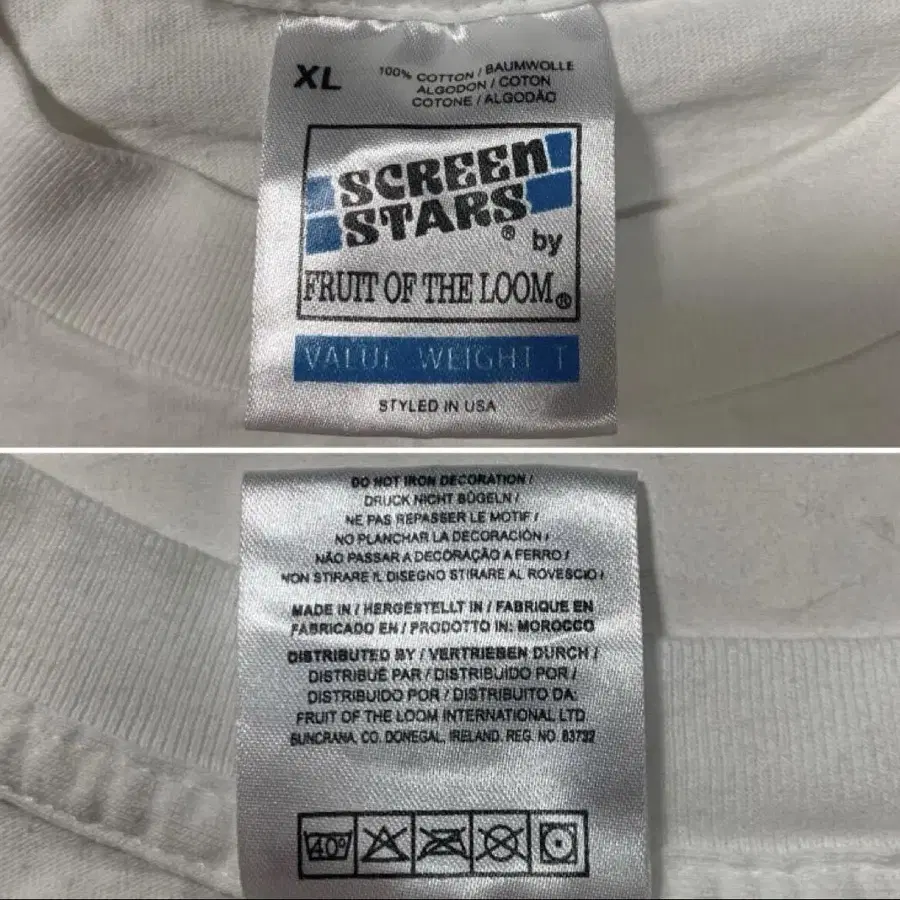 XL
100% COTTON / BAUMWOLLE
ALGODON / COTON
COTONE / ALGODÃO
SCREEN
STARS® by
FRUIT OF THE LOOM®
VALUE WEIGHT T
STYLED IN USA
DO NOT IRON DECORATION /
DRUCK NICHT BÜGELN /
NE PAS REPASSER LE MOTIF /
NO PLANCHAR LA DECORACIÓN /
NÃO PASSAR A DECORAÇÃO A FERRO /
NON STIRARE IL DISEGNO STIRARE AL ROVESCIO /
MADE IN / HERGESTELLT IN / FABRIQUE EN
FABRICADO EN / PRODOTTO IN: MOROCCO
DISTRIBUTED BY / VERTRIEBEN DURCH /
DISTRIBUÉ PAR / DISTRIBUIDO POR /
DISTRIBUIDO POR / DISTRIBUITO DA:
FRUIT OF THE LOOM INTERNATIONAL LTD
BUNCRANA, CO. DONEGAL, IRELAND. REG. NO. 63732
40°